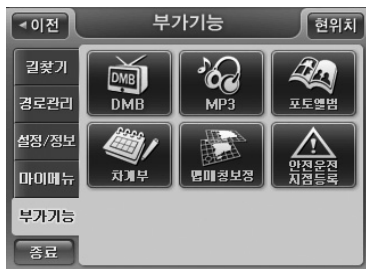 이전
부가기능
현위치
길찾기
경로관리
설정/정보
마이메뉴
부가기능
종료
DMB
DMB
MP3
포토앨범
차계부
맵매칭보정
안전운전
지점등록